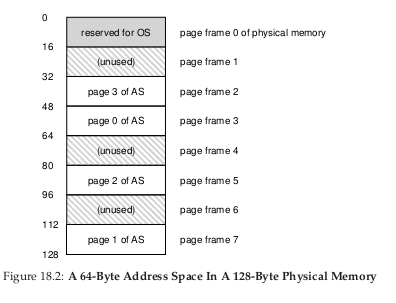 0
reserved for OS page frame 0 of physical memory
16
(unused) page frame 1
32
page 3 of AS page frame 2
48
page 0 of AS page frame 3
64
(unused) page frame 4
80
page 2 of AS page frame 5
96
(unused) page frame 6
112
page 1 of AS page frame 7
128
Figure 18.2: A 64-Byte Address Space In A 128-Byte Physical Memory